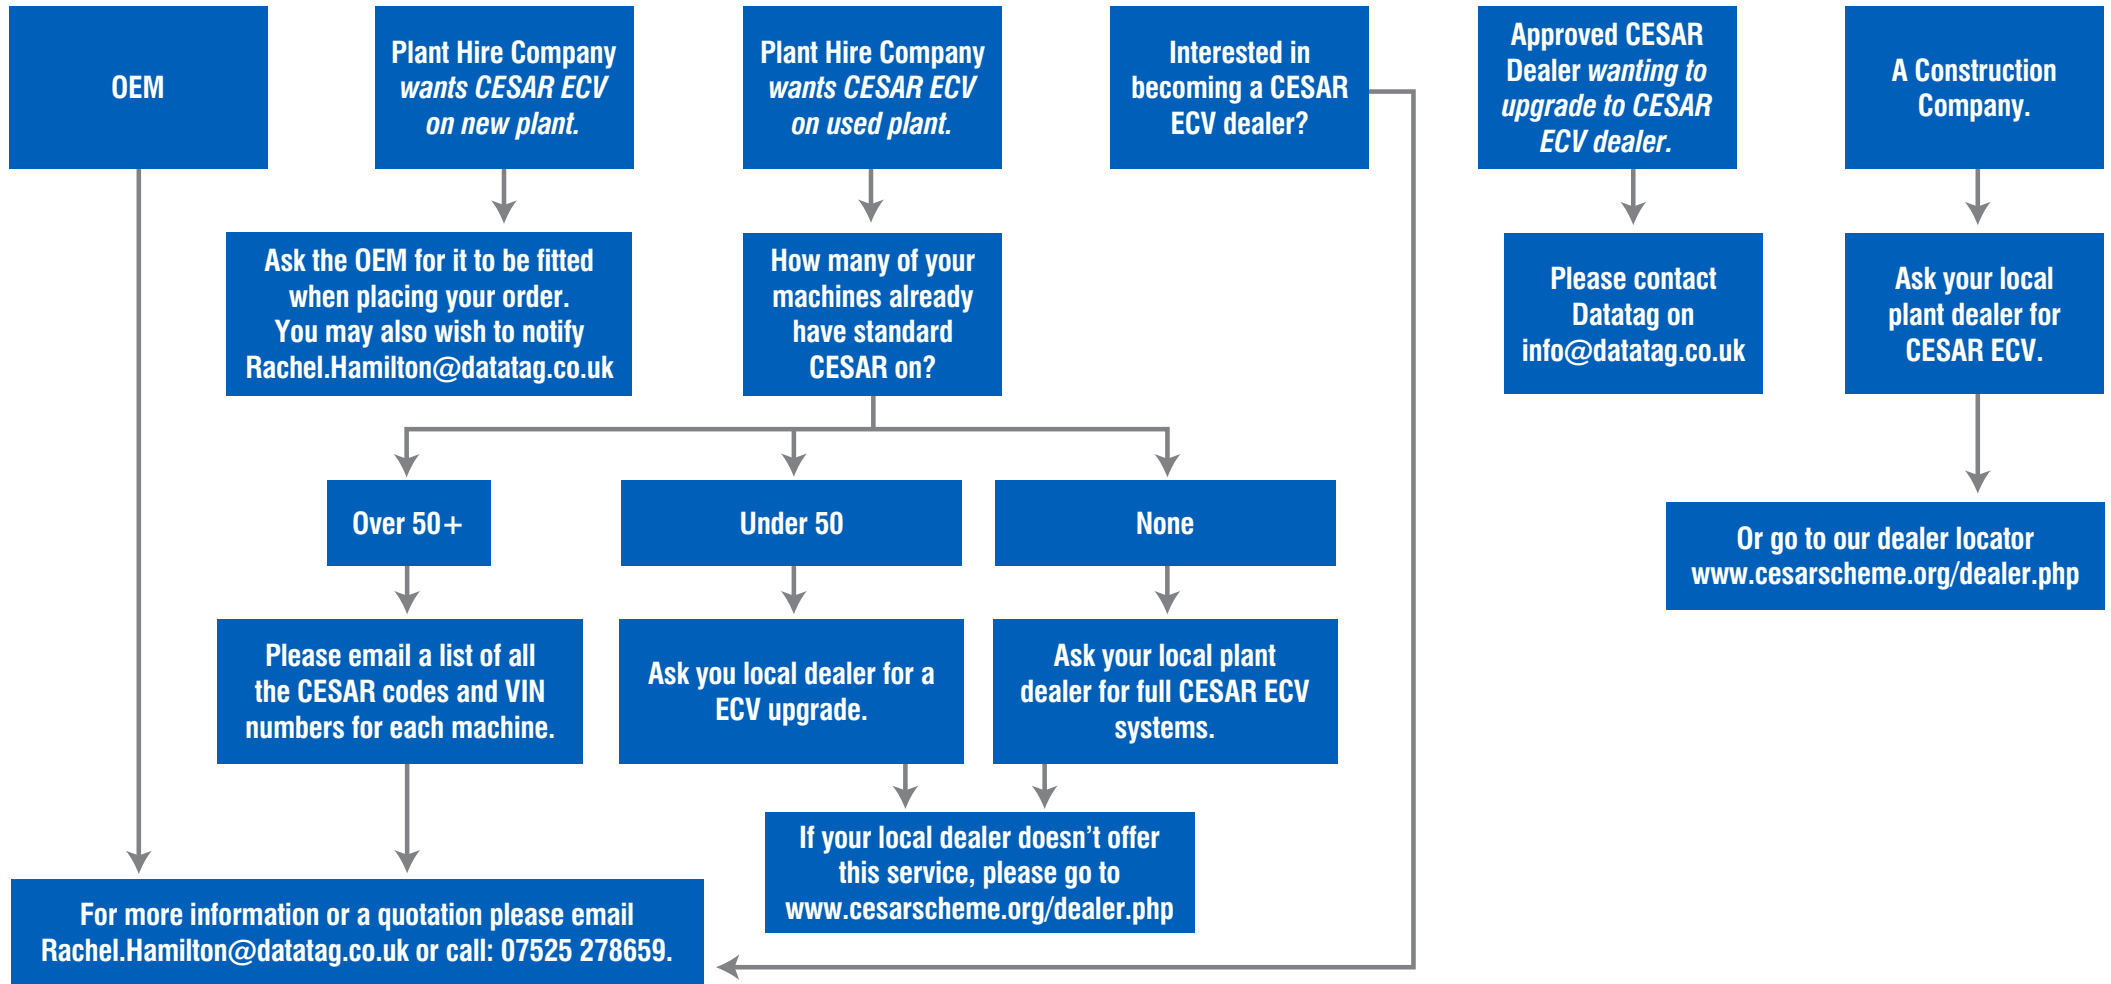 OEM
Plant Hire Company
wants CESAR ECV
on new plant.
Plant Hire Company
wants CESAR ECV
on used plant.
Interested in
becoming a CESAR
ECV dealer?
Approved CESAR
Dealer wanting to
upgrade to CESAR
ECV dealer.
A Construction
Company.
Ask the OEM for it to be fitted
when placing your order.
You may also wish to notify
Rachel.Hamilton@datatag.co.uk
How many of your
machines already
have standard
CESAR on?
Please contact
Datatag on
info@datatag.co.uk
Ask your local
plant dealer for
CESAR ECV.
Over 50+
Under 50
None
Or go to our dealer locator
www.cesarscheme.org/dealer.php
Please email a list of all
the CESAR codes and VIN
numbers for each machine.
Ask you local dealer for a
ECV upgrade.
Ask your local plant
dealer for full CESAR ECV
systems.
If your local dealer doesn’t offer
this service, please go to
www.cesarscheme.org/dealer.php
For more information or a quotation please email
Rachel.Hamilton@datatag.co.uk or call: 07525 278659.